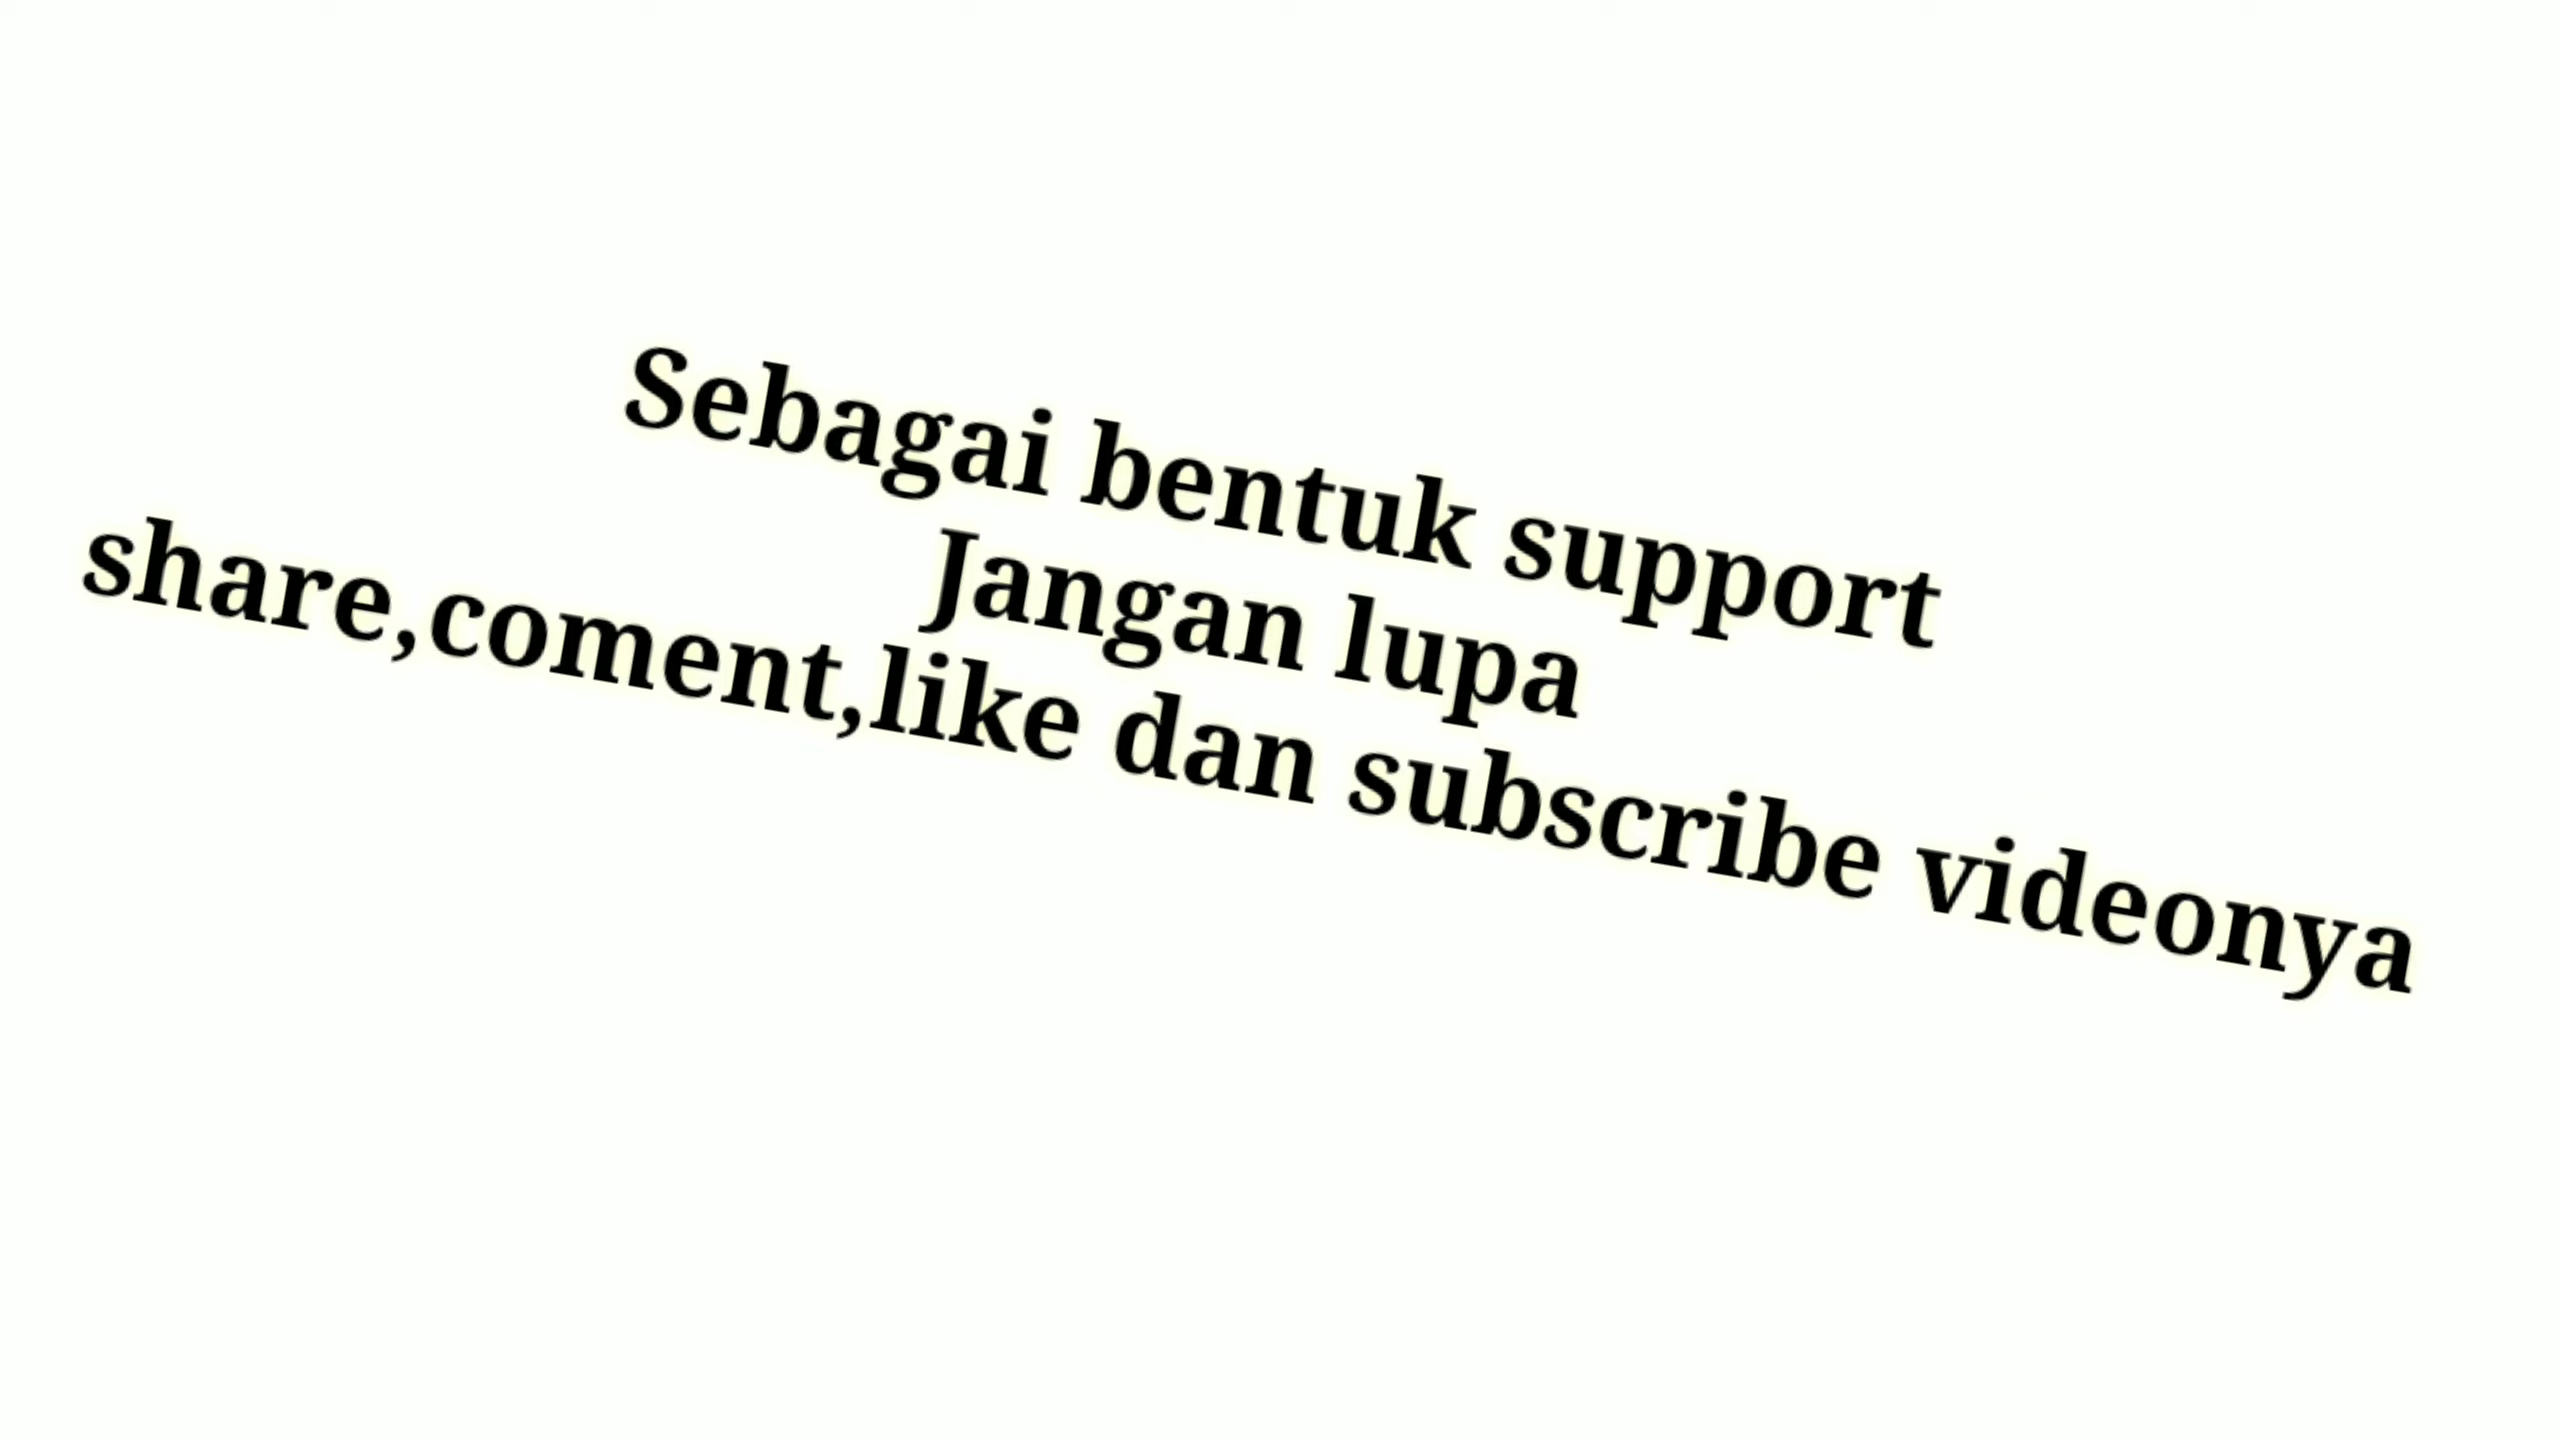 Sebagai bentuk support
Jangan lupa
share,coment,like dan subscribe videonya